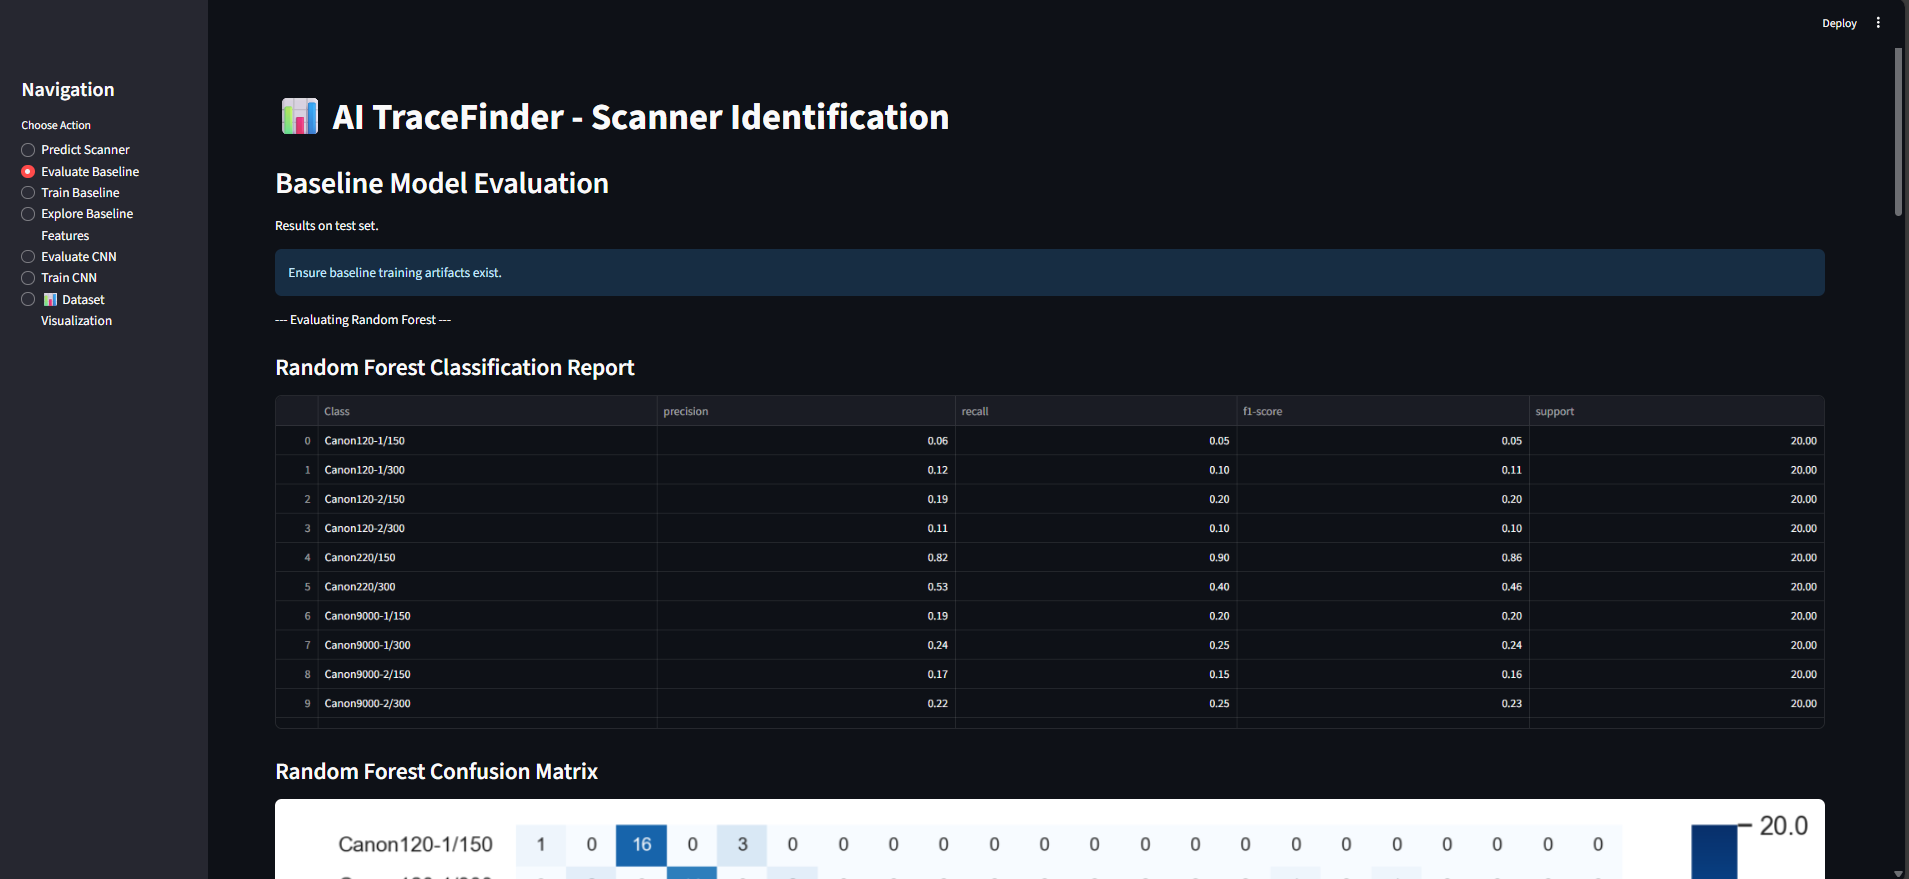 Deploy
Navigation
Choose Action
Predict Scanner
Evaluate Baseline
Train Baseline
Explore Baseline
Features
Evaluate CNN
Train CNN
Dataset
Visualization
AI TraceFinder - Scanner Identification
Baseline Model Evaluation
Results on test set.
Ensure baseline training artifacts exist.
--- Evaluating Random Forest ---
Random Forest Classification Report
Class precision recall f1-score support
0 Canon120-1/150 0.06 0.05 0.05 20.00
1 Canon120-1/300 0.12 0.10 0.11 20.00
2 Canon120-2/150 0.19 0.20 0.20 20.00
3 Canon120-2/300 0.11 0.10 0.10 20.00
4 Canon220/150 0.82 0.90 0.86 20.00
5 Canon220/300 0.53 0.40 0.46 20.00
6 Canon9000-1/150 0.19 0.20 0.20 20.00
7 Canon9000-1/300 0.24 0.25 0.24 20.00
8 Canon9000-2/150 0.17 0.15 0.16 20.00
9 Canon9000-2/300 0.22 0.25 0.23 20.00
Random Forest Confusion Matrix
Canon120-1/150 1 0 16 0 3 0 0 0 0 0 0 0 0 0 0 0 0 0 0 0 0 0 20.0